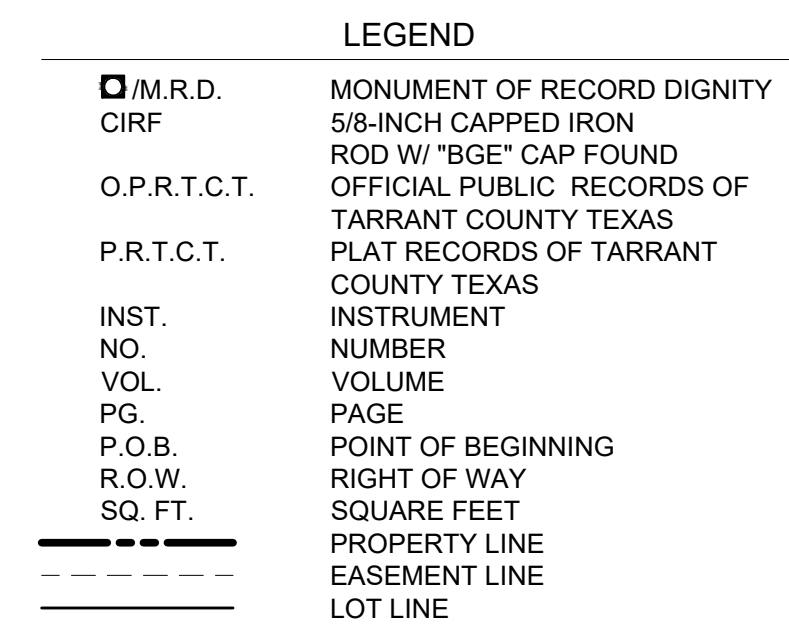 LEGEND
/M.R.D. MONUMENT OF RECORD DIGNITY
CIRF 5/8-INCH CAPPED IRON
ROD W/ "BGE" CAP FOUND
O.P.R.T.C.T. OFFICIAL PUBLIC RECORDS OF
TARRANT COUNTY TEXAS
P.R.T.C.T. PLAT RECORDS OF TARRANT
COUNTY TEXAS
INST. INSTRUMENT
NO. NUMBER
VOL. VOLUME
PG. PAGE
P.O.B. POINT OF BEGINNING
R.O.W. RIGHT OF WAY
SQ. FT. SQUARE FEET
PROPERTY LINE
EASEMENT LINE
LOT LINE